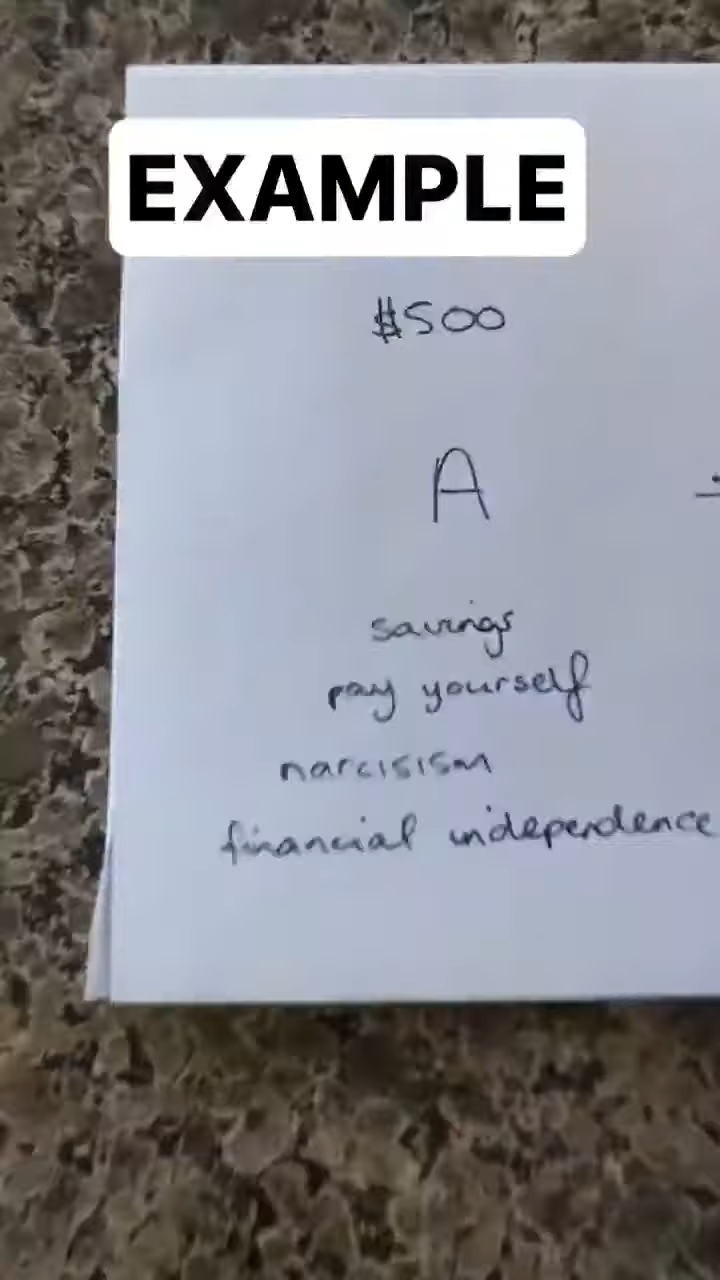 EXAMPLE
$500
A
savings
pay yourself
narcisism
financial independence